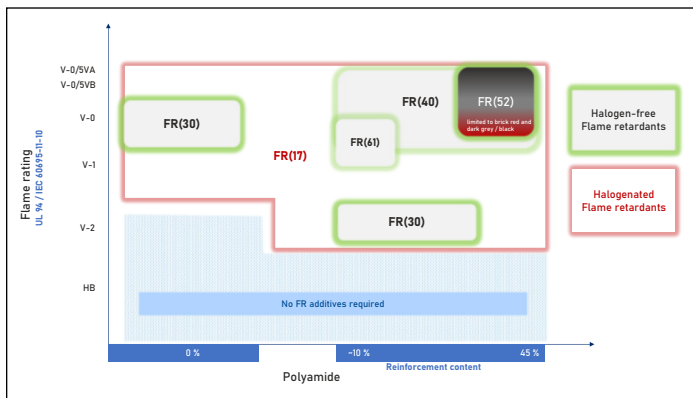 Flame rating
UL 94 / IEC 60695-11-10
V-0/5VA
V-0/5VB
V-0
V-1
V-2
HB
FR(30)
FR(17)
FR(40)
FR(61)
FR(52)
limited to brick red and
dark grey / black
FR(30)
No FR additives required
Halogen-free
Flame retardants
Halogenated
Flame retardants
0 %
~10 %
45 %
Reinforcement content
Polyamide